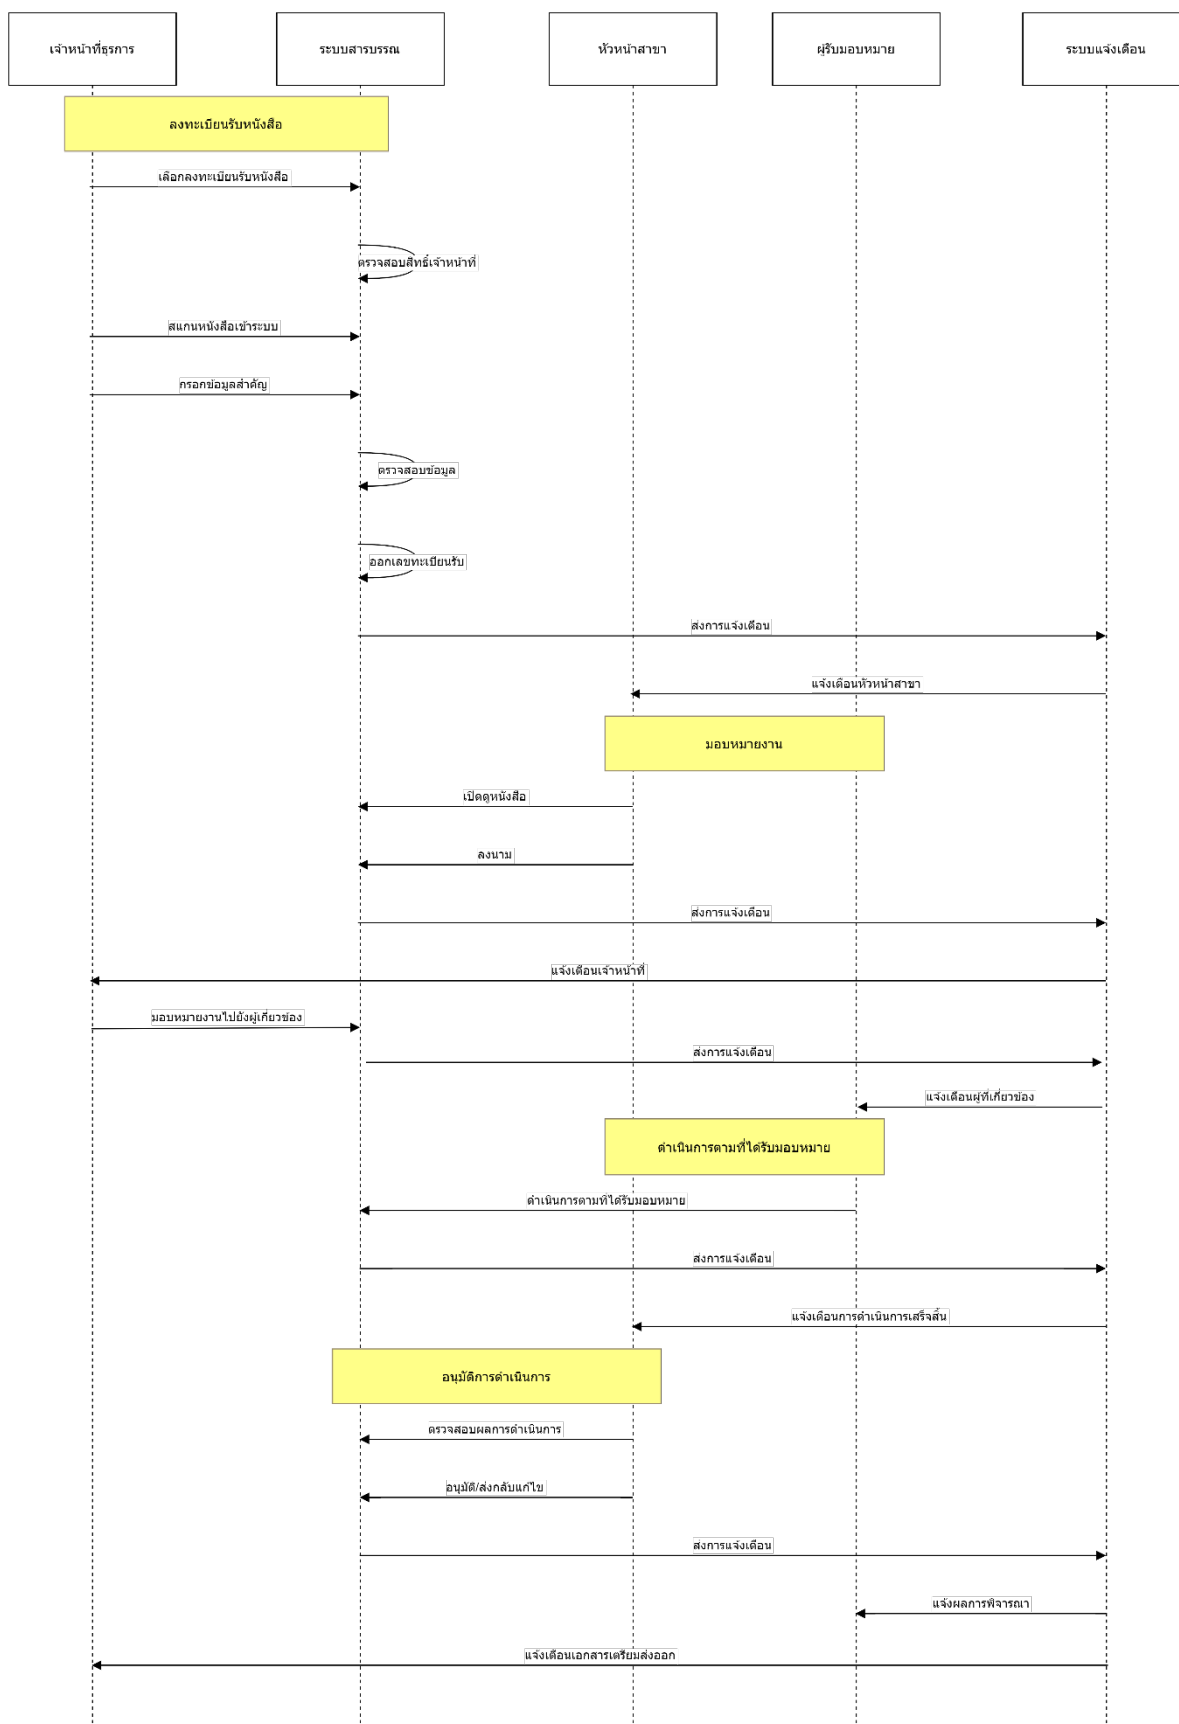 เจ้าหน้าที่ธุรการ
ระบบสารบรรณ
หัวหน้าสาขา
ผู้รับมอบหมาย
ระบบแจ้งเตือน
ลงทะเบียนรับหนังสือ
เลือกลงทะเบียนรับหนังสือ
ตรวจสอบสิทธิ์เจ้าหน้าที่
สแกนหนังสือเข้าระบบ
กรอกข้อมูลสำคัญ
ตรวจสอบข้อมูล
ออกเลขทะเบียนรับ
ส่งการแจ้งเตือน
แจ้งเตือนหัวหน้าสาขา
มอบหมายงาน
เปิดดูหนังสือ
ลงนาม
ส่งการแจ้งเตือน
แจ้งเตือนเจ้าหน้าที่
มอบหมายงานไปยังผู้เกี่ยวข้อง
ส่งการแจ้งเตือน
แจ้งเตือนผู้ที่เกี่ยวข้อง
ดำเนินการตามที่ได้รับมอบหมาย
ดำเนินการตามที่ได้รับมอบหมาย
ส่งการแจ้งเตือน
แจ้งเตือนการดำเนินการเสร็จสิ้น
อนุมัติการดำเนินการ
ตรวจสอบผลการดำเนินการ
อนุมัติ/ส่งกลับแก้ไข
ส่งการแจ้งเตือน
แจ้งผลการพิจารณา
แจ้งเตือนเอกสารเตรียมส่งออก